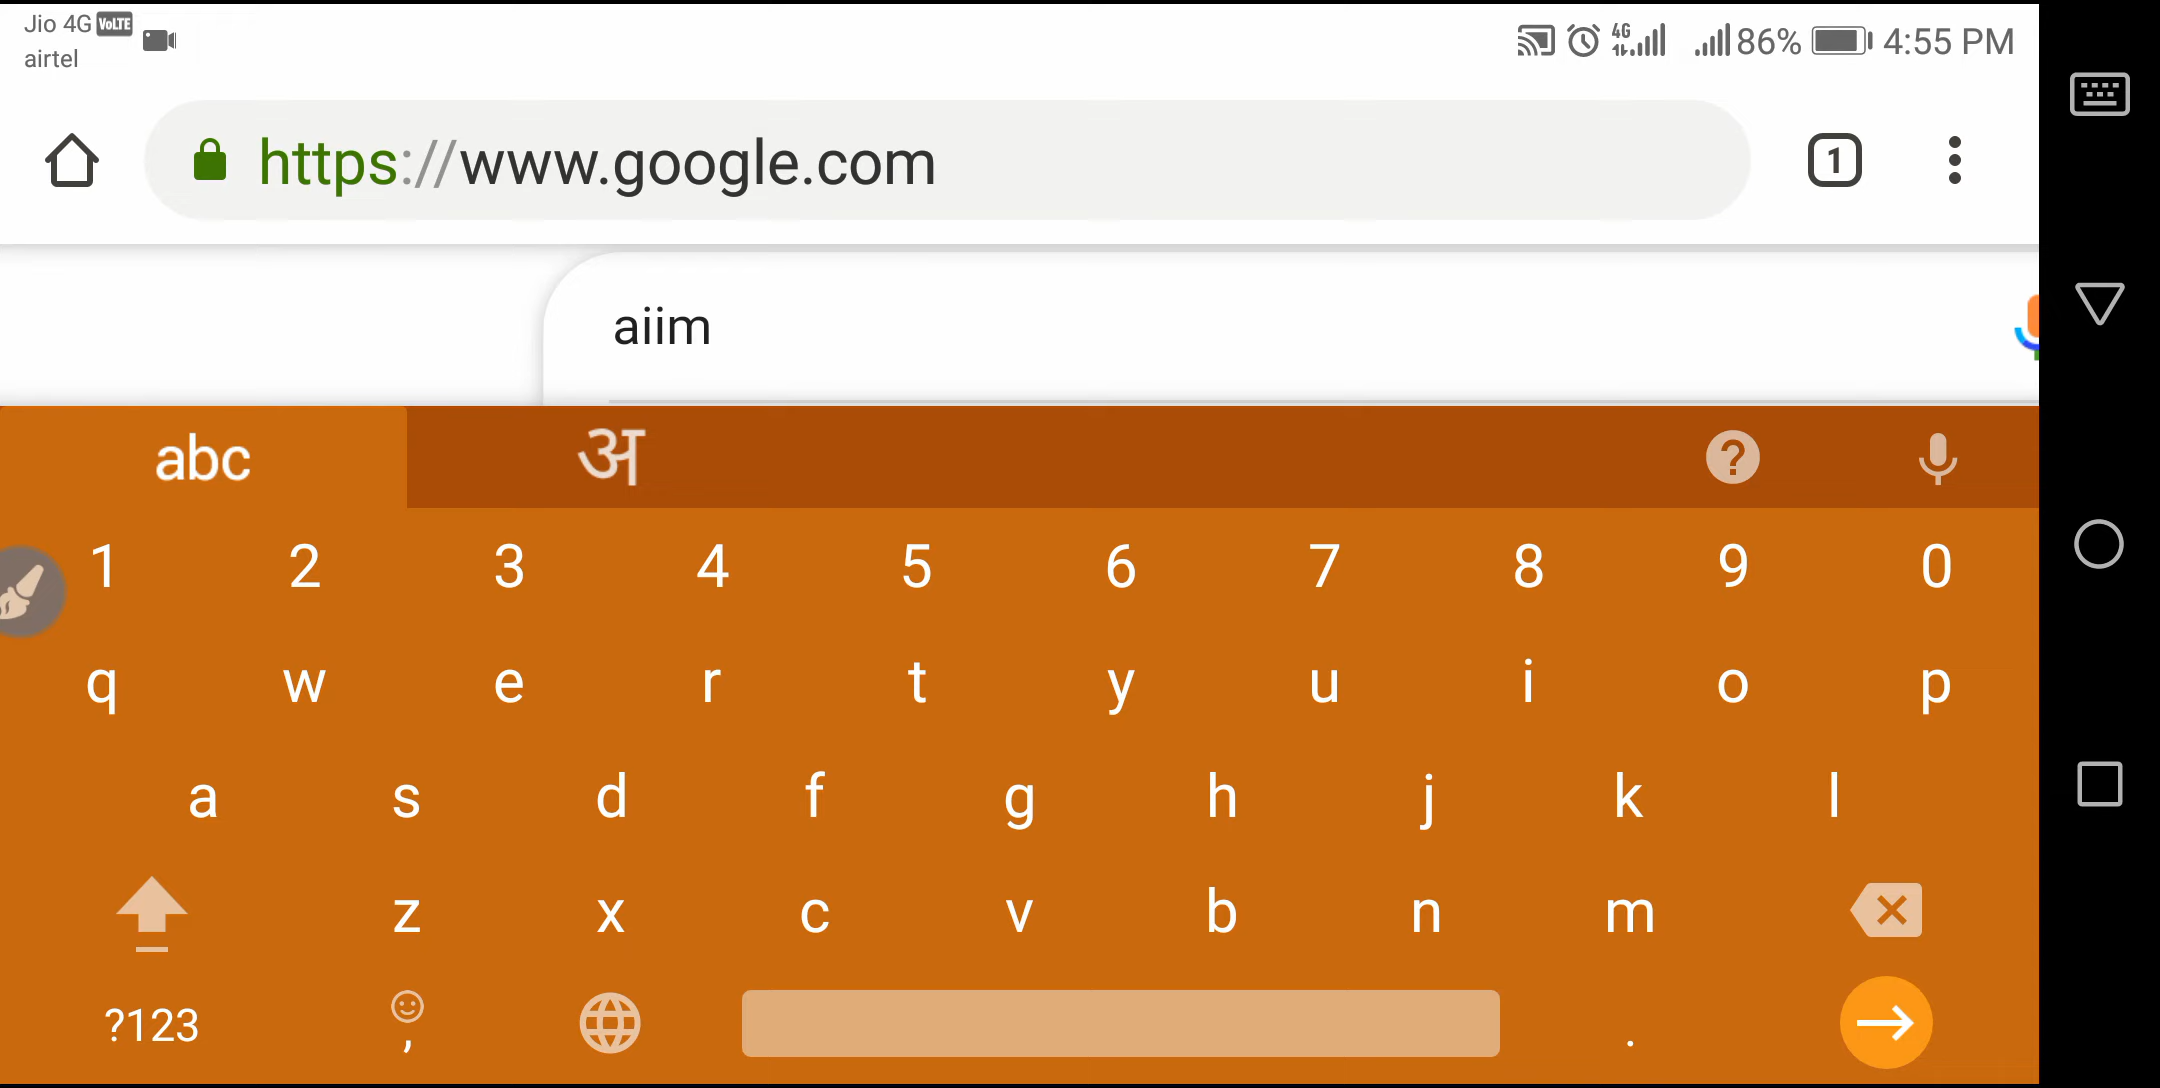 Jio 4G VoLTE
airtel
4G 86% 4:55 PM
https://www.google.com
1
aiim
abc अ ?
1 2 3 4 5 6 7 8 9 0
q w e r t y u i o p
a s d f g h j k l
z x c v b n m
?123 , .